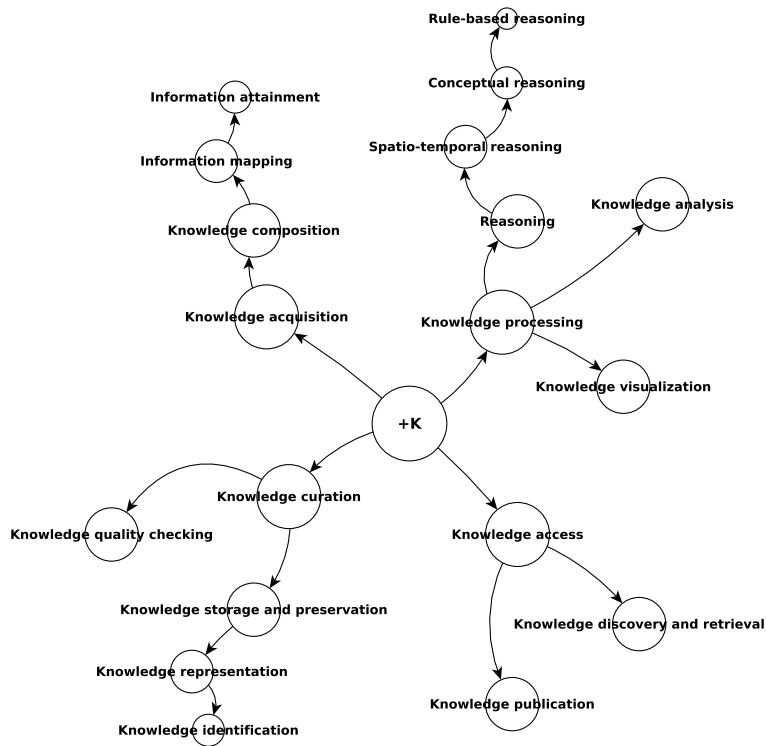 Rule-based reasoning
Conceptual reasoning
Information attainment
Spatio-temporal reasoning
Information mapping
Knowledge analysis
Reasoning
Knowledge composition
Knowledge acquisition
Knowledge processing
Knowledge visualization
+K
Knowledge curation
Knowledge quality checking
Knowledge access
Knowledge storage and preservation
Knowledge discovery and retrieval
Knowledge representation
Knowledge publication
Knowledge identification